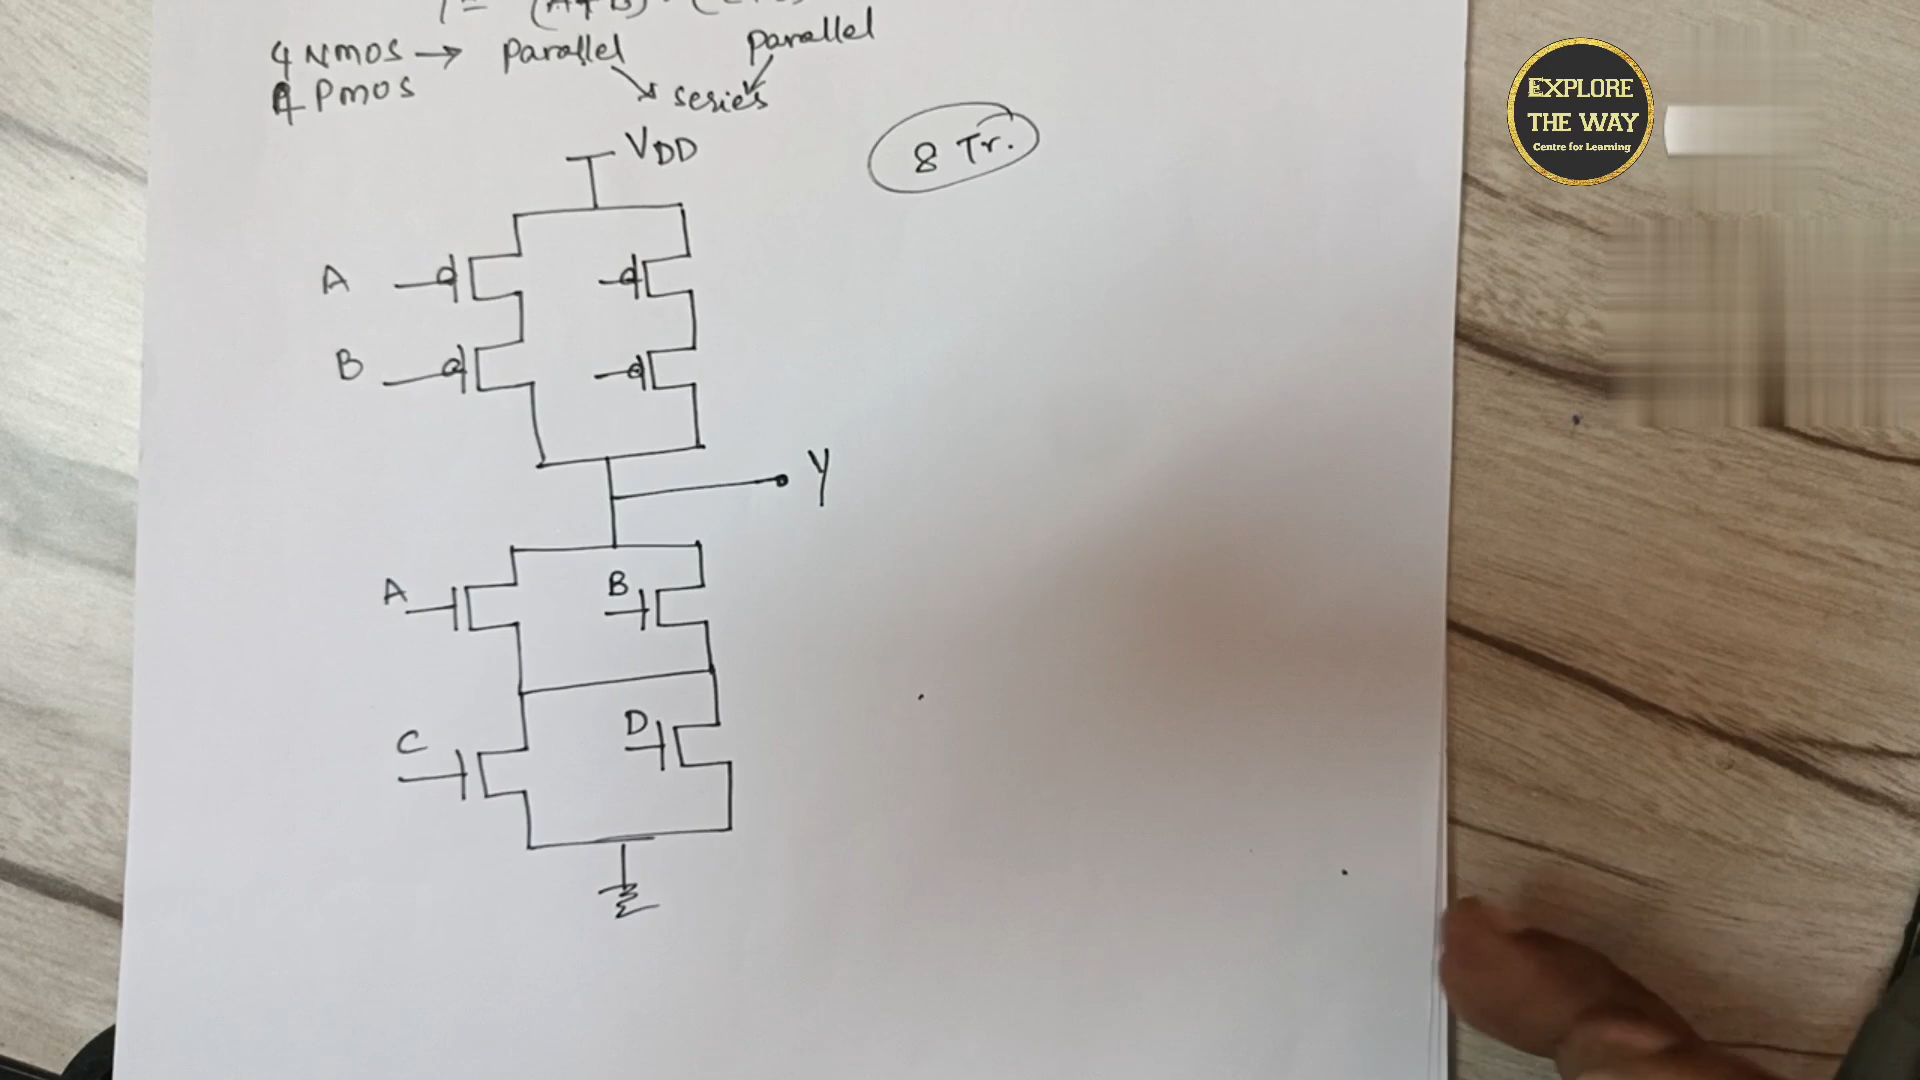 4 NMOS → parallel parallel
4 PMOS series
VDD
8 Tr.
A
B
Y
A
B
C
D
EXPLORE
THE WAY
Centre for Learning